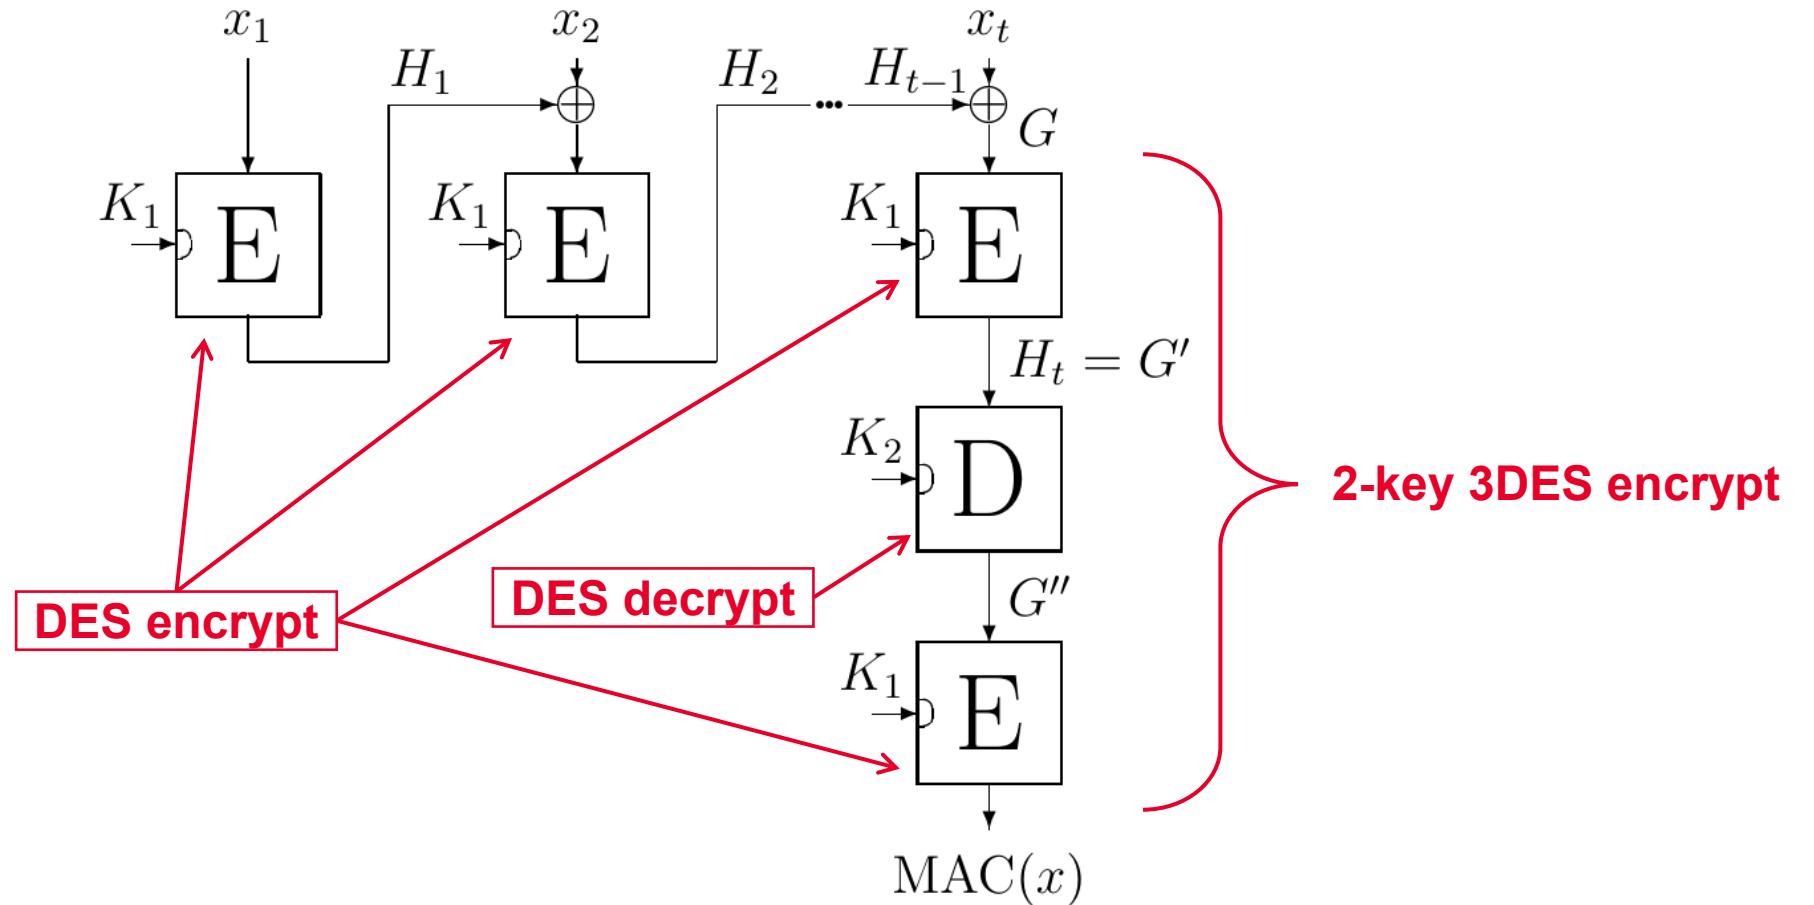 x₁ x₂ xₜ
H₁ H₂ ... Hₜ₋₁
⊕ ⊕
G
K₁ E K₁ E K₁ E
Hₜ = G′
K₂ D
2-key 3DES encrypt
DES decrypt
G″
DES encrypt
K₁ E
MAC(x)